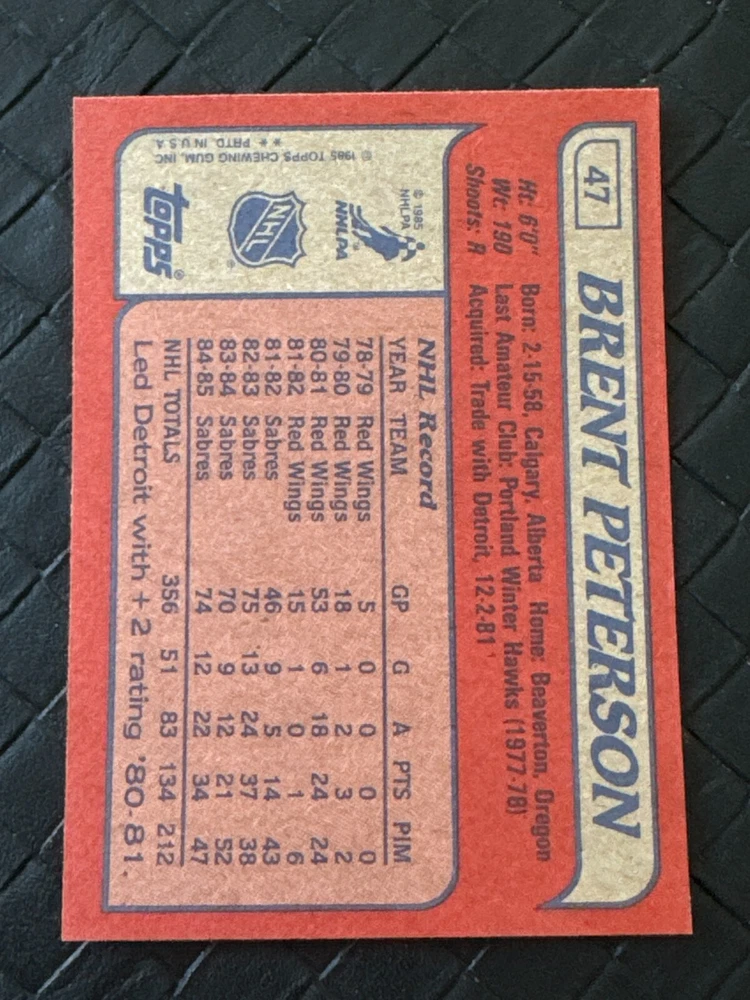 47 BRENT PETERSON
Ht: 6'0" Born: 2-15-58, Calgary, Alberta Home: Beaverton, Oregon
Wt: 190 Last Amateur Club: Portland Winter Hawks (1977-78)
Shoots: R Acquired: Trade with Detroit, 12-2-81
© 1985
NHLPA
NHLPA
NHL ®
topps ®
© 1985 TOPPS CHEWING GUM, INC
** PRTD. IN U.S.A
NHL Record
YEAR TEAM GP G A PTS PIM
78-79 Red Wings 5 0 0 0 0
79-80 Red Wings 18 1 2 3 2
80-81 Red Wings 53 6 18 24 24
81-82 Red Wings 15 1 0 1 6
81-82 Sabres 46 9 5 14 43
82-83 Sabres 75 13 24 37 38
83-84 Sabres 70 9 12 21 52
84-85 Sabres 74 12 22 34 47
NHL TOTALS 356 51 83 134 212
Led Detroit with +2 rating '80-81.